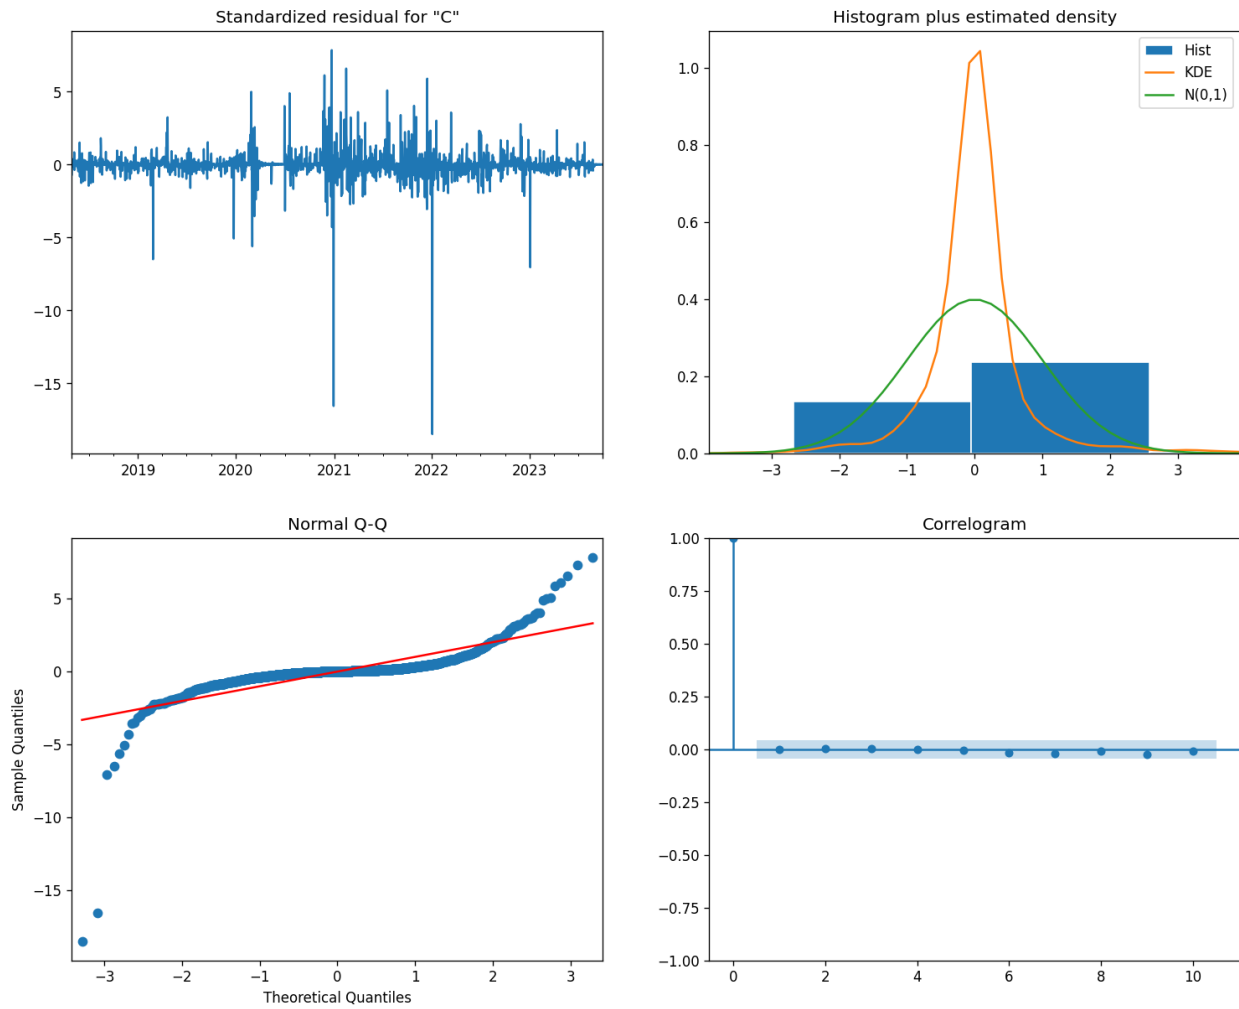 Standardized residual for "C"
5
0
−5
−10
−15
2019 2020 2021 2022 2023
Histogram plus estimated density
Hist
KDE
N(0,1)
1.0
0.8
0.6
0.4
0.2
0.0
−3 −2 −1 0 1 2 3
Normal Q-Q
Sample Quantiles
5
0
−5
−10
−15
−3 −2 −1 0 1 2 3
Theoretical Quantiles
Correlogram
1.00
0.75
0.50
0.25
0.00
−0.25
−0.50
−0.75
−1.00
0 2 4 6 8 10